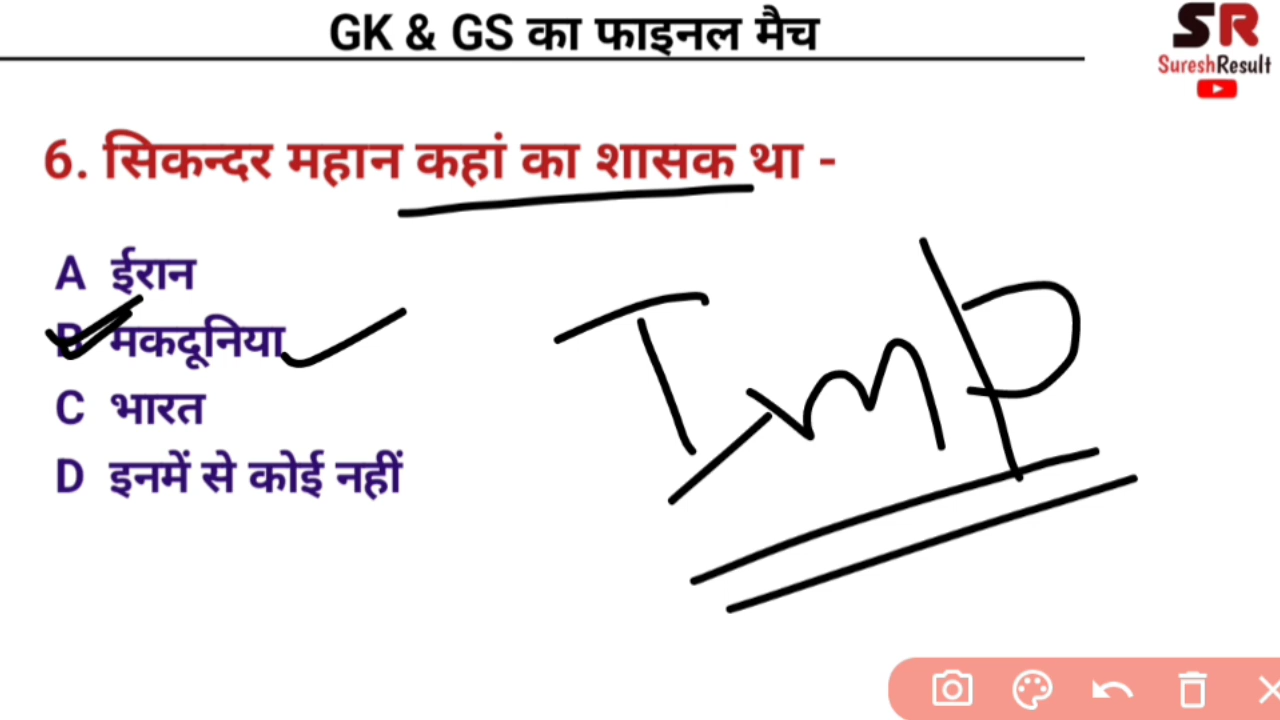 GK & GS का फाइनल मैच
SR
SureshResult
6. सिकन्दर महान कहां का शासक था -
A ईरान
B मकदूनिया
C भारत
D इनमें से कोई नहीं
Imp